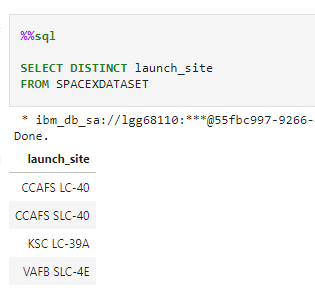 %%sql
SELECT DISTINCT launch_site
FROM SPACEXDATASET
* ibm_db_sa://lgg68110:***@55fbc997-9266-
Done.
launch_site
CCAFS LC-40
CCAFS SLC-40
KSC LC-39A
VAFB SLC-4E